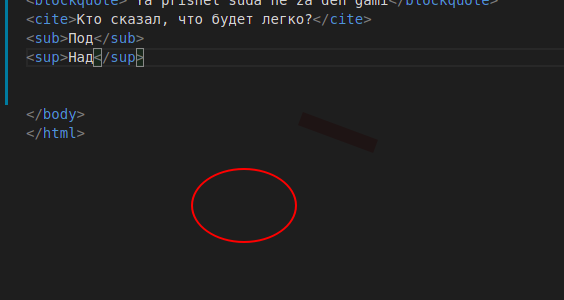 <blockquote> Ya prishel suda ne za den'gami</blockquote>
<cite>Кто сказал, что будет легко?</cite>
<sub>Под</sub>
<sup>Над</sup>
</body>
</html>